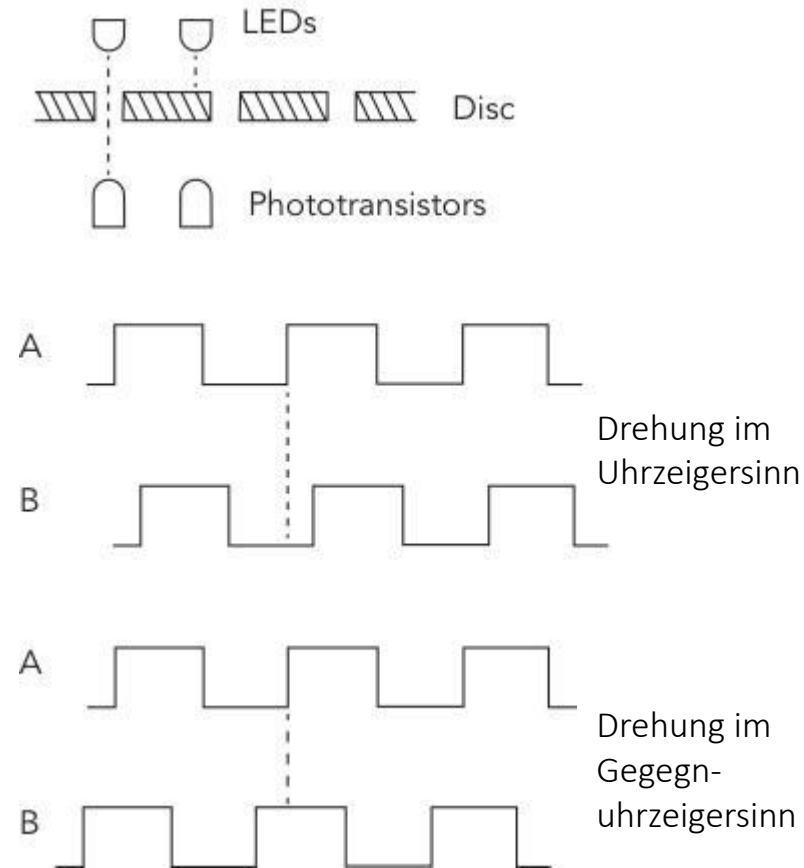 LEDs
Disc
Phototransistors
A
Drehung im
Uhrzeigersinn
B
A
Drehung im
Gegegn-
uhrzeigersinn
B